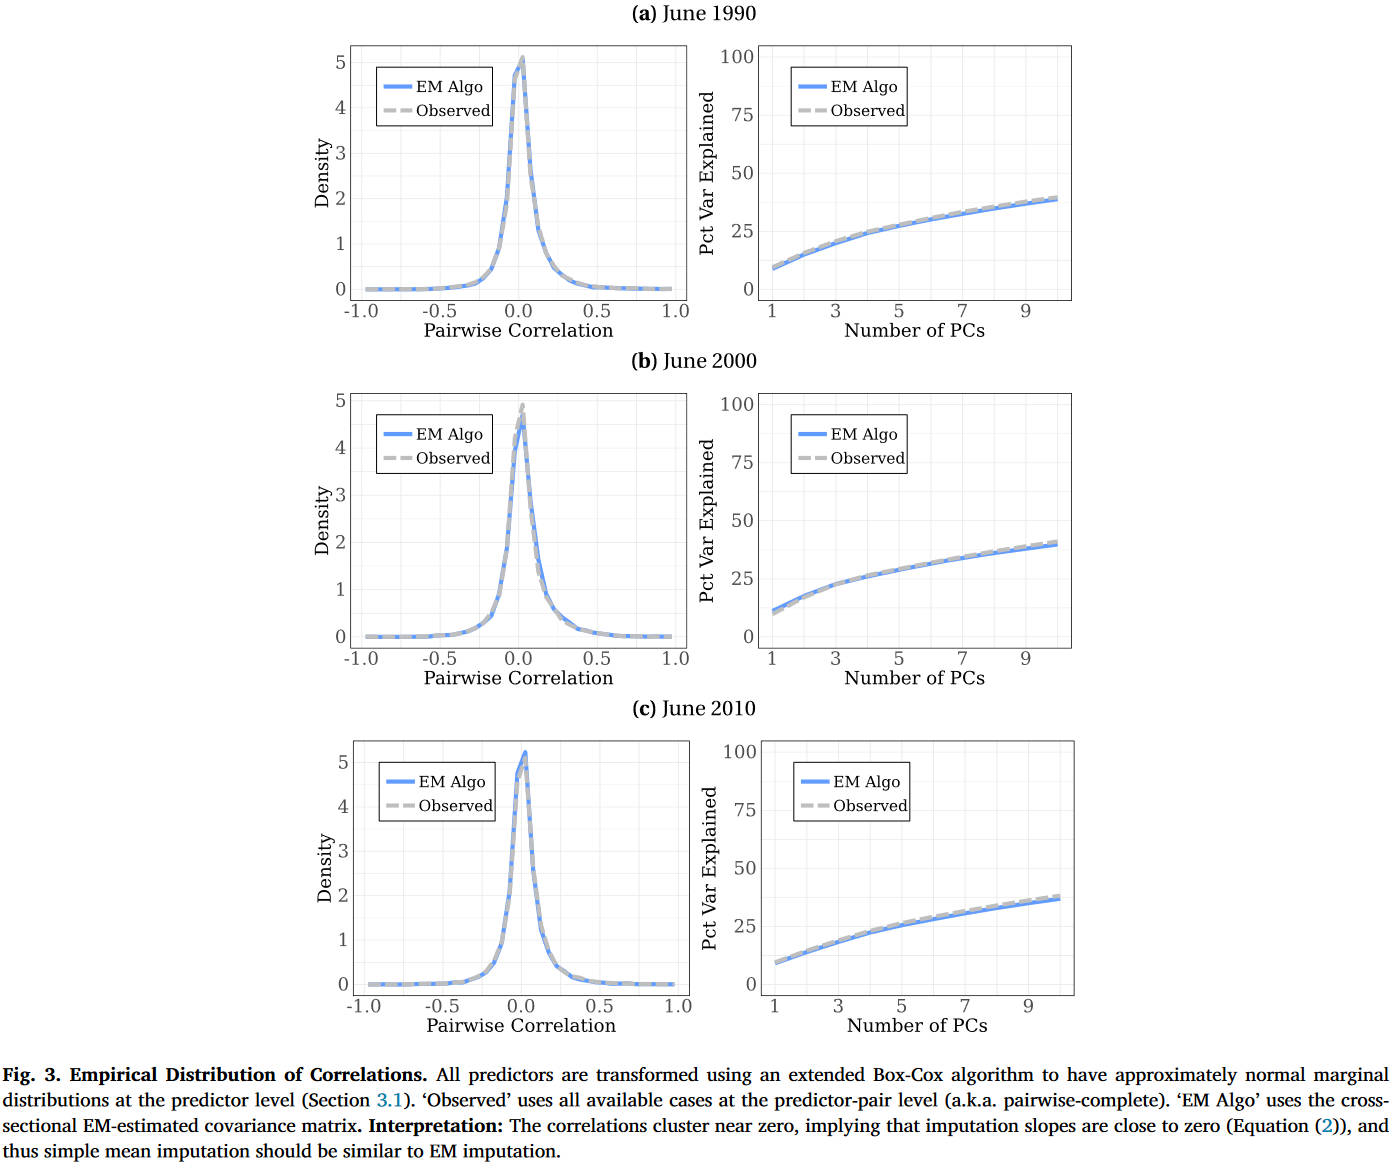 (a) June 1990
5
4
3
2
1
0
Density
EM Algo
Observed
-1.0 -0.5 0.0 0.5 1.0
Pairwise Correlation
100
75
50
25
0
Pct Var Explained
EM Algo
Observed
1 3 5 7 9
Number of PCs
(b) June 2000
5
4
3
2
1
0
Density
EM Algo
Observed
-1.0 -0.5 0.0 0.5 1.0
Pairwise Correlation
100
75
50
25
0
Pct Var Explained
EM Algo
Observed
1 3 5 7 9
Number of PCs
(c) June 2010
5
4
3
2
1
0
Density
EM Algo
Observed
-1.0 -0.5 0.0 0.5 1.0
Pairwise Correlation
100
75
50
25
0
Pct Var Explained
EM Algo
Observed
1 3 5 7 9
Number of PCs
Fig. 3. Empirical Distribution of Correlations. All predictors are transformed using an extended Box-Cox algorithm to have approximately normal marginal
distributions at the predictor level (Section 3.1). ‘Observed’ uses all available cases at the predictor-pair level (a.k.a. pairwise-complete). ‘EM Algo’ uses the cross-
sectional EM-estimated covariance matrix. Interpretation: The correlations cluster near zero, implying that imputation slopes are close to zero (Equation (2)), and
thus simple mean imputation should be similar to EM imputation.